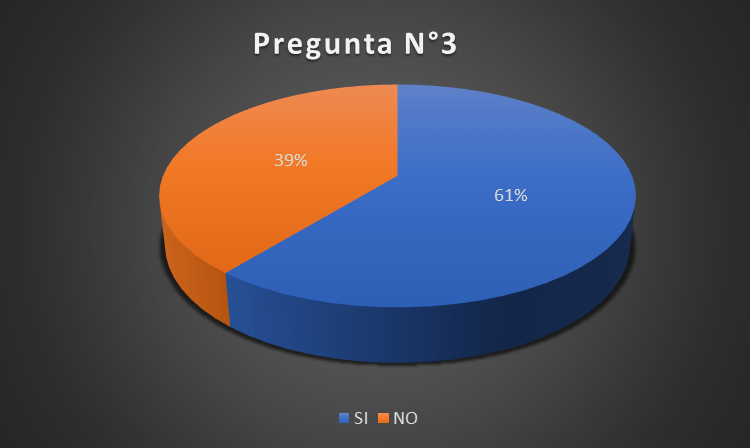 Pregunta N°3
39%
61%
SI NO